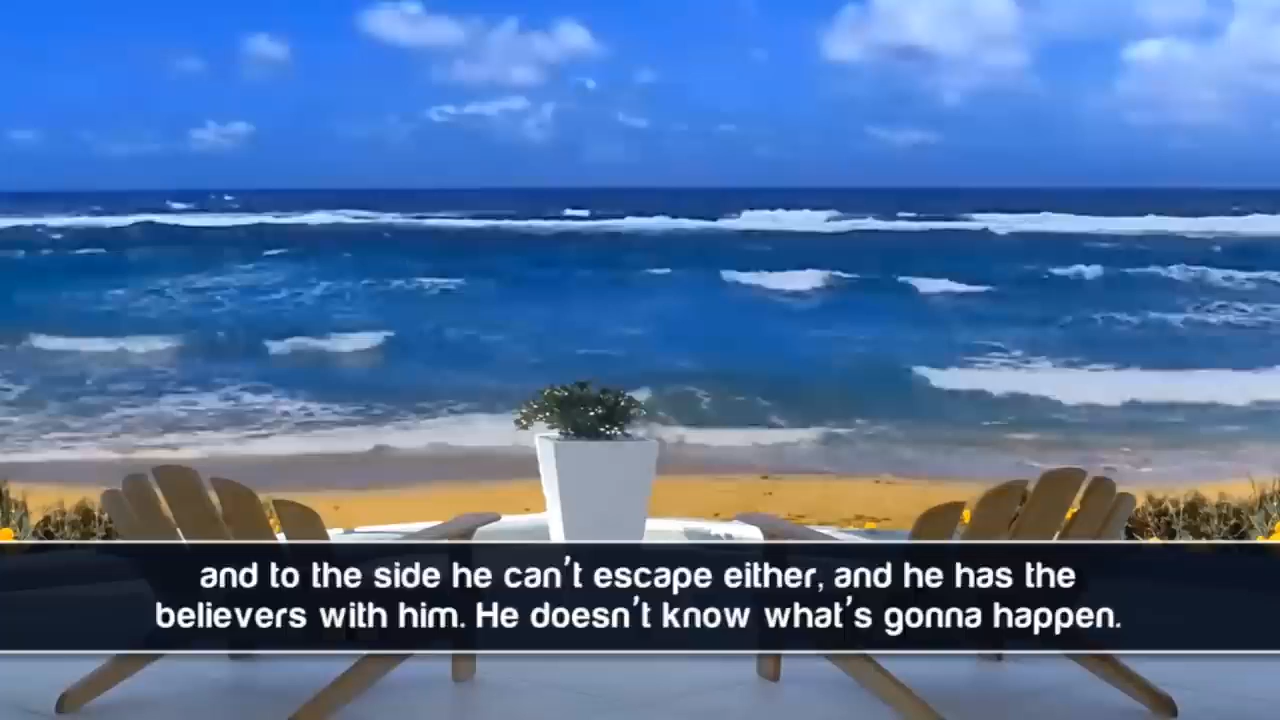 and to the side he can't escape either, and he has the
believers with him. He doesn't know what's gonna happen.